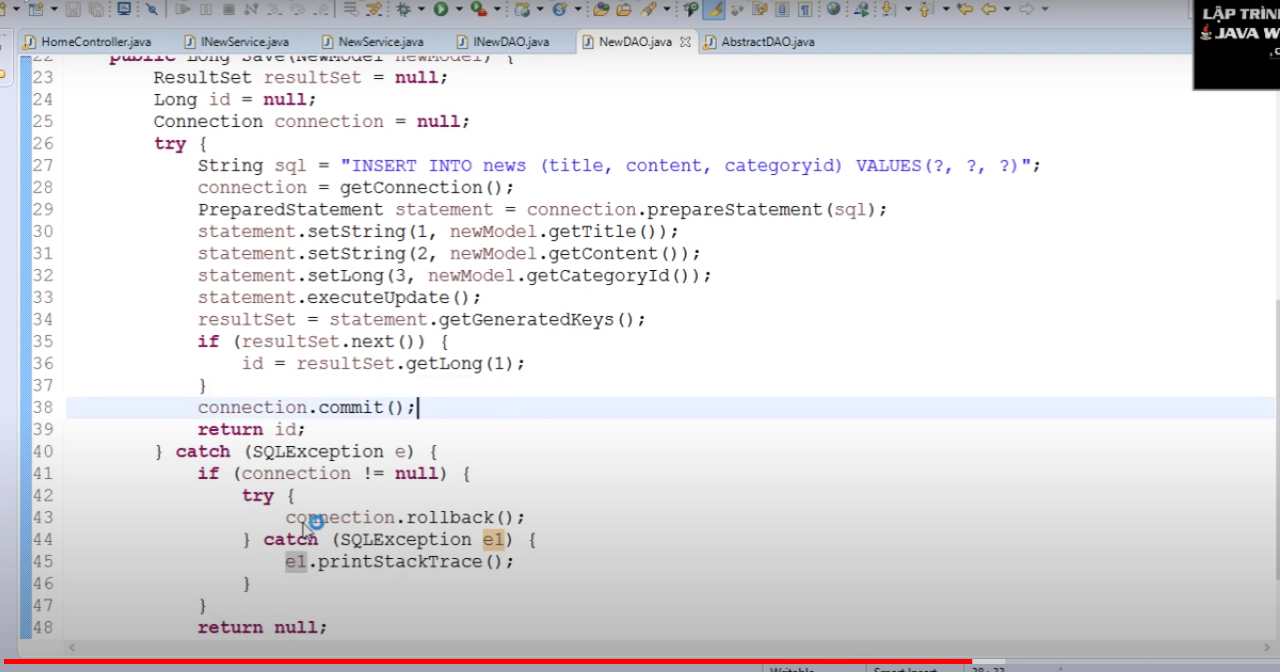 LẬP TRÌN
JAVA W
HomeController.java INewService.java NewService.java INewDAO.java NewDAO.java AbstractDAO.java
22 public Long save(NewModel newModel) {
23 ResultSet resultSet = null;
24 Long id = null;
25 Connection connection = null;
26 try {
27 String sql = "INSERT INTO news (title, content, categoryid) VALUES(?, ?, ?)";
28 connection = getConnection();
29 PreparedStatement statement = connection.prepareStatement(sql);
30 statement.setString(1, newModel.getTitle());
31 statement.setString(2, newModel.getContent());
32 statement.setLong(3, newModel.getCategoryId());
33 statement.executeUpdate();
34 resultSet = statement.getGeneratedKeys();
35 if (resultSet.next()) {
36 id = resultSet.getLong(1);
37 }
38 connection.commit();
39 return id;
40 } catch (SQLException e) {
41 if (connection != null) {
42 try {
43 connection.rollback();
44 } catch (SQLException e1) {
45 e1.printStackTrace();
46 }
47 }
48 return null;
Writable Smart Insert 38 : 33